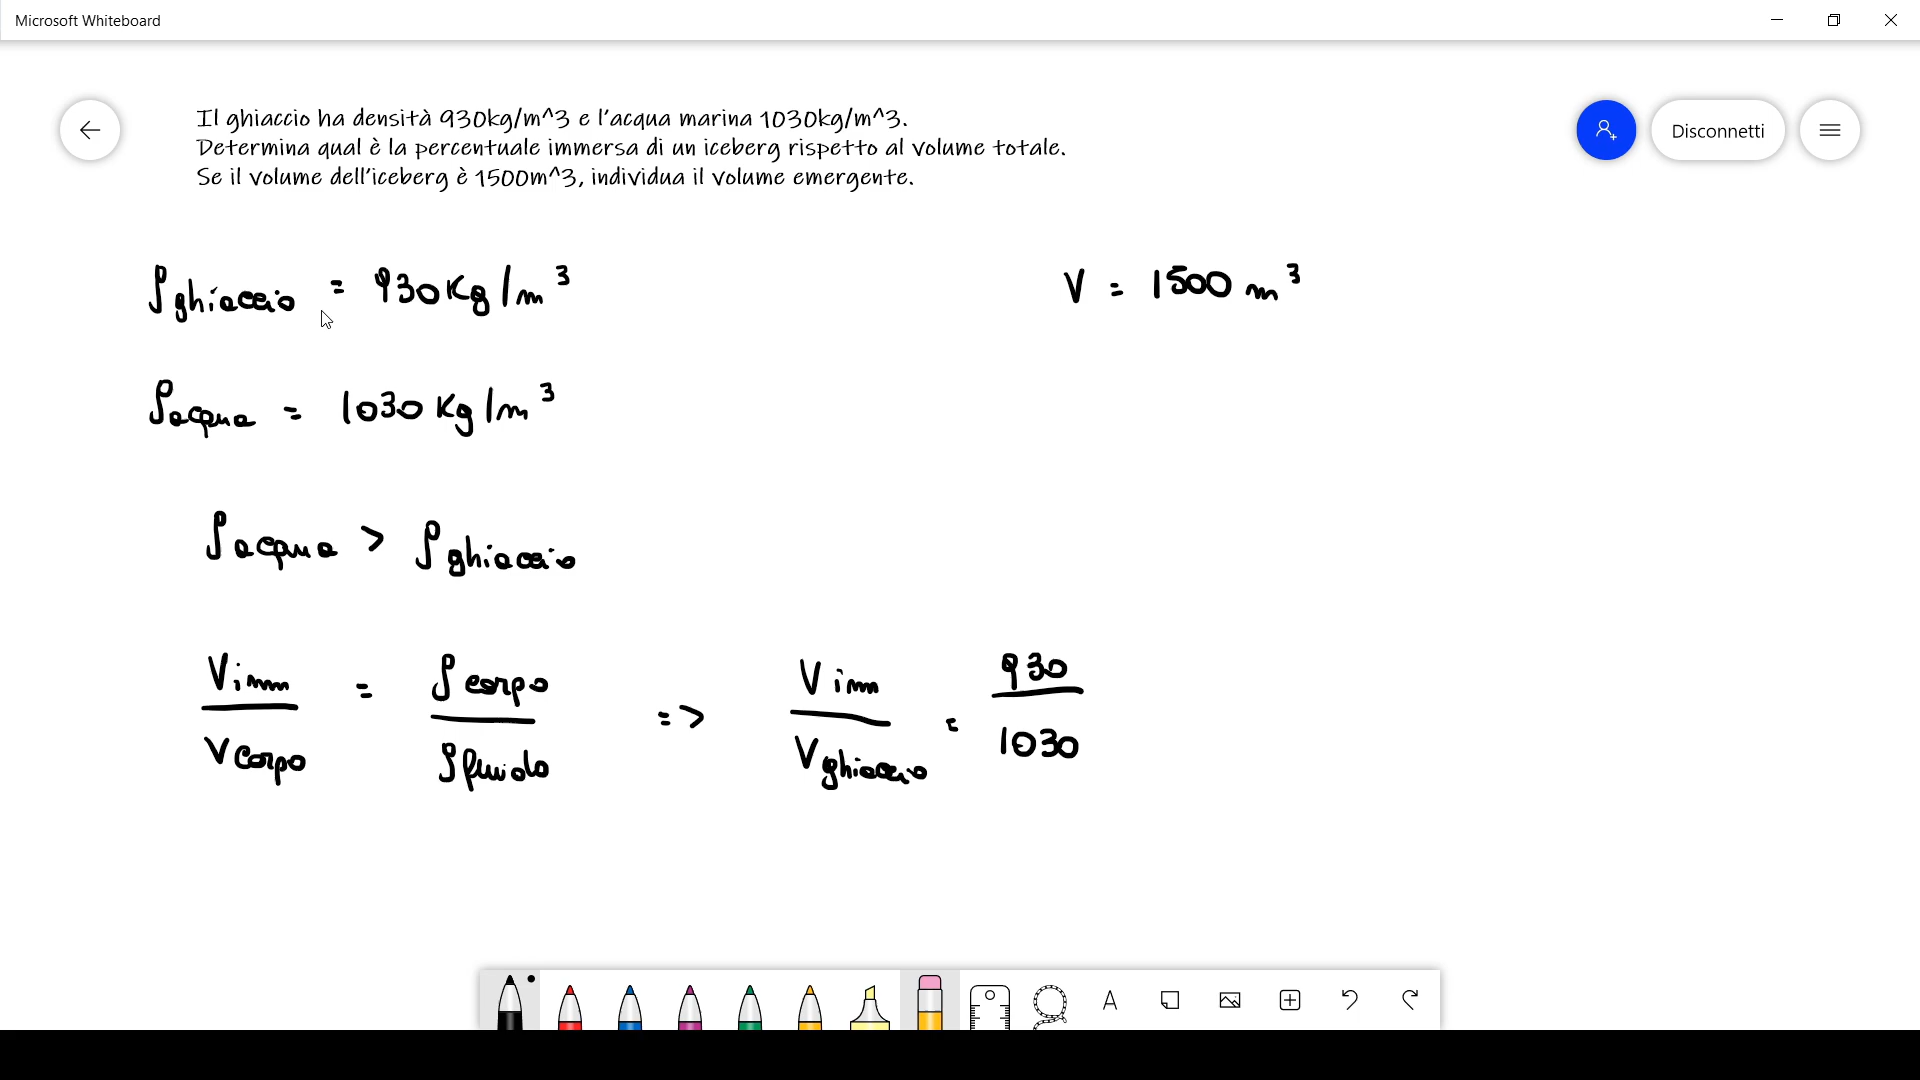 Microsoft Whiteboard
Il ghiaccio ha densità 930kg/m^3 e l'acqua marina 1030kg/m^3.
Determina qual è la percentuale immersa di un iceberg rispetto al volume totale.
Se il volume dell'iceberg è 1500m^3, individua il volume emergente.
Disconnetti
ρghiaccio = 930 Kg/m³
V = 1500 m³
ρacqua = 1030 Kg/m³
ρacqua > ρghiaccio
Vimm / Vcorpo = ρcorpo / ρfluido => Vimm / Vghiaccio = 930 / 1030